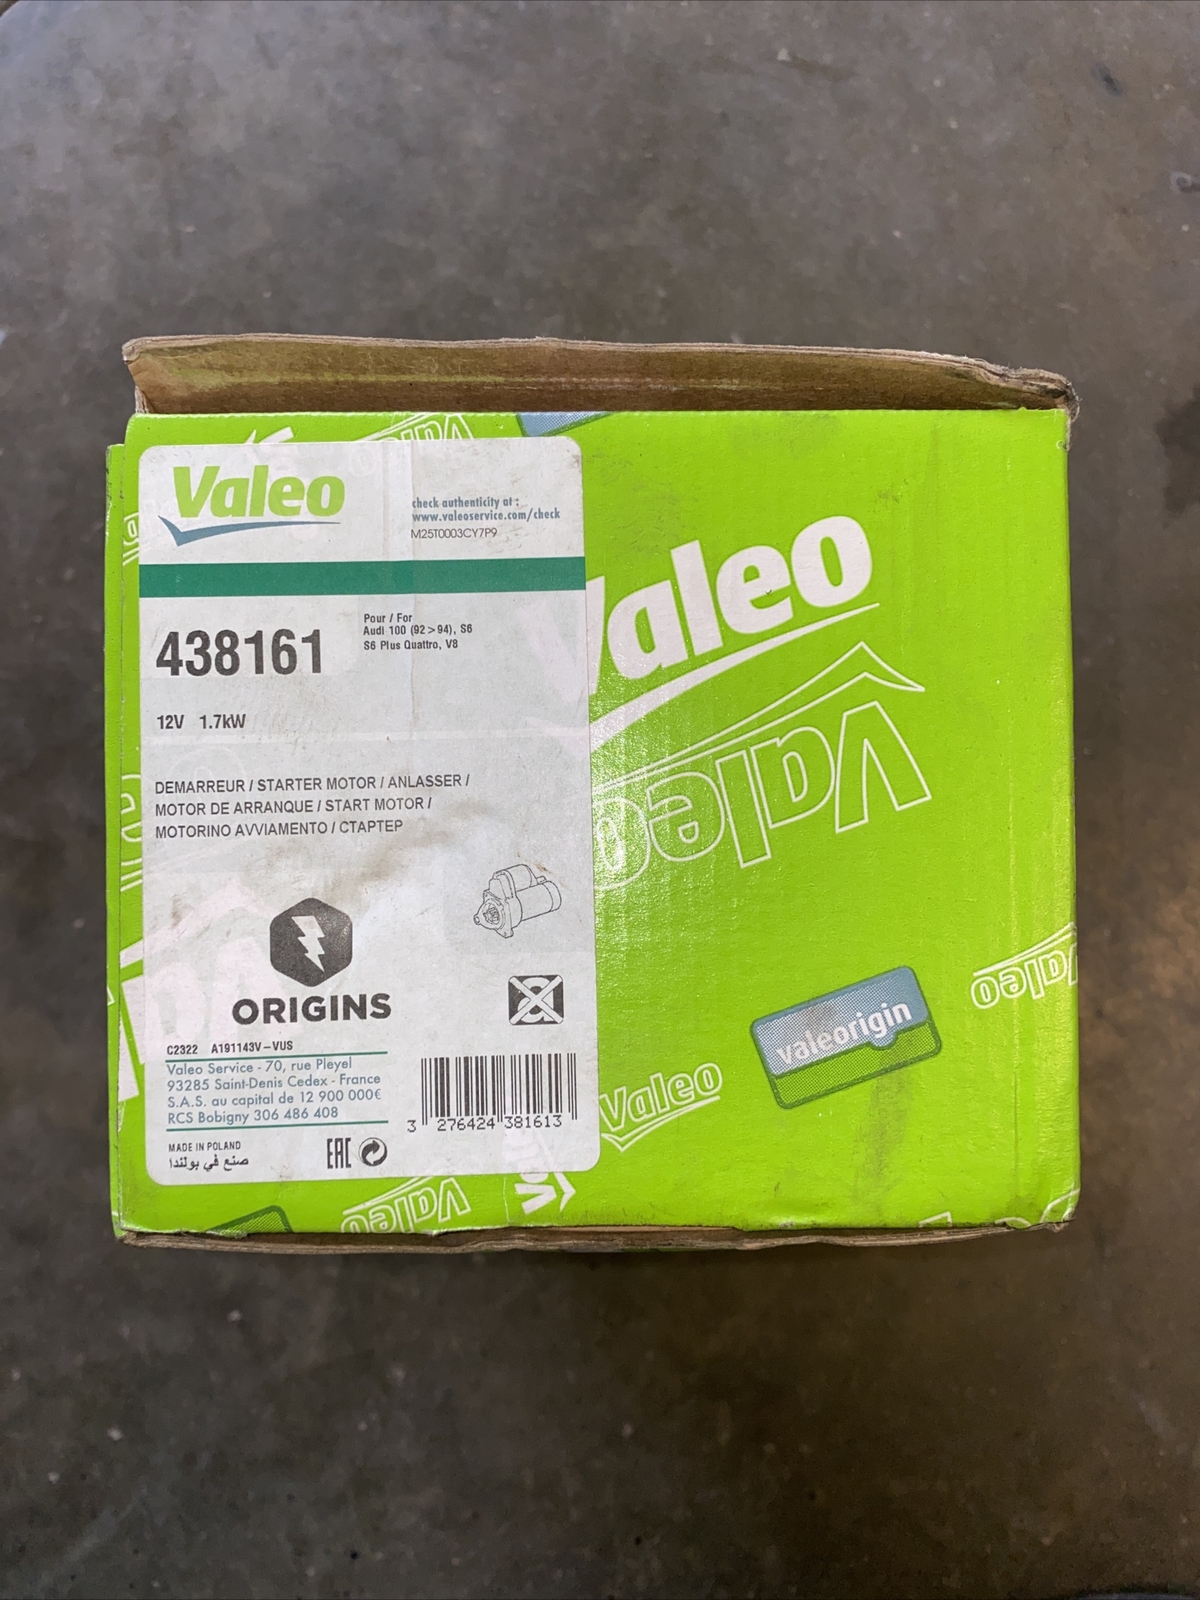 Valeo
check authenticity at :
www.valeoservice.com/check
M25T0003CY7P9
438161
Pour / For
Audi 100 (92 > 94), S6
S6 Plus Quattro, V8
12V 1.7kW
DEMARREUR / STARTER MOTOR / ANLASSER /
MOTOR DE ARRANQUE / START MOTOR /
MOTORINO AVVIAMENTO / СТАРТЕР
ORIGINS
C2322 A191143V-VUS
Valeo Service - 70, rue Pleyel
93285 Saint-Denis Cedex - France
S.A.S. au capital de 12 900 000€
RCS Bobigny 306 486 408
MADE IN POLAND
صنع في بولندا
EAC
3 276424 381613
Valeo
Valeo
valeorigin
Valeo
Valeo
Valeo